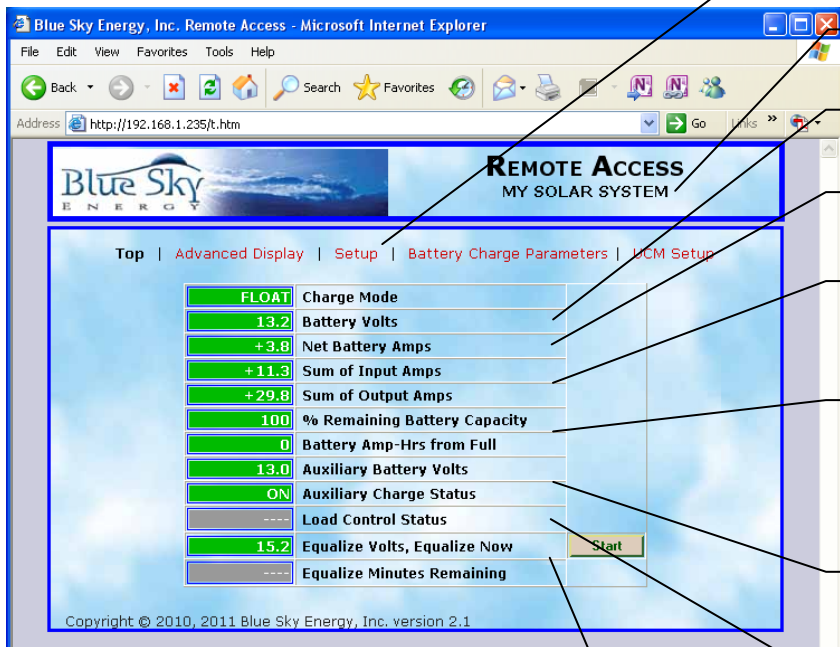 Blue Sky Energy, Inc. Remote Access - Microsoft Internet Explorer
File Edit View Favorites Tools Help
Back Search Favorites
Address http://192.168.1.235/t.htm Go Links »
Blue Sky
ENERGY
REMOTE ACCESS
MY SOLAR SYSTEM
Top | Advanced Display | Setup | Battery Charge Parameters | UCM Setup
FLOAT Charge Mode
13.2 Battery Volts
+3.8 Net Battery Amps
+11.3 Sum of Input Amps
+29.8 Sum of Output Amps
100 % Remaining Battery Capacity
0 Battery Amp-Hrs from Full
13.0 Auxiliary Battery Volts
ON Auxiliary Charge Status
---- Load Control Status
15.2 Equalize Volts, Equalize Now Start
---- Equalize Minutes Remaining
Copyright © 2010, 2011 Blue Sky Energy, Inc. version 2.1